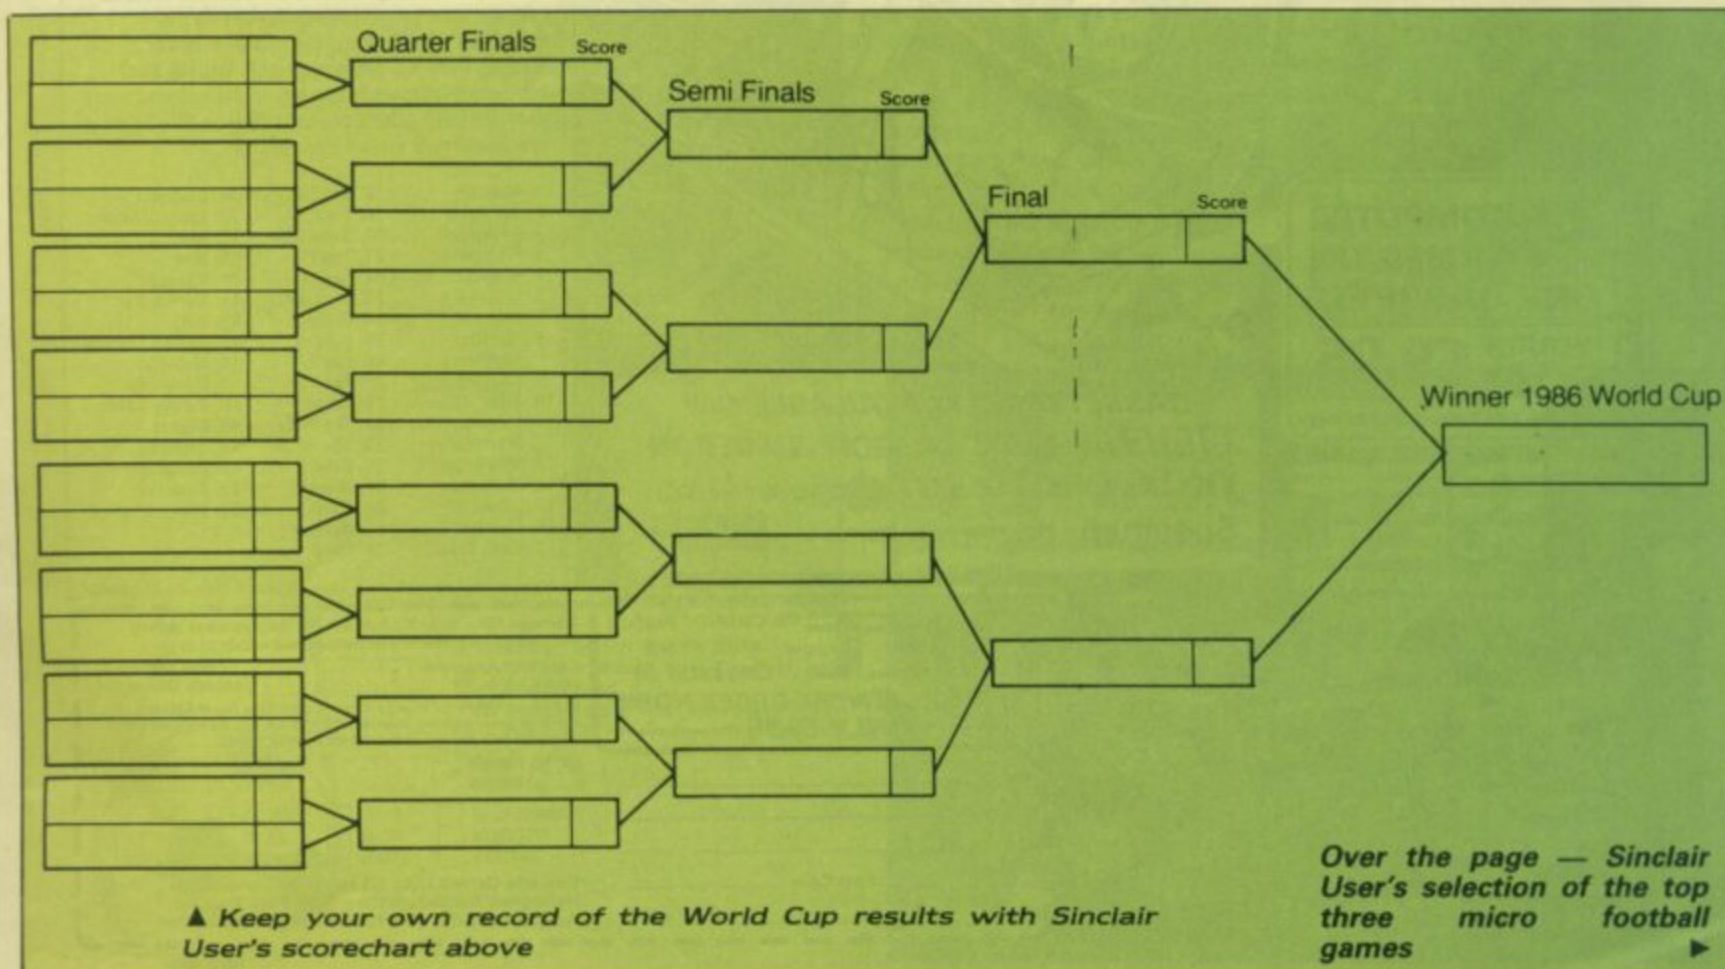 Quarter Finals Score
Semi Finals Score
Final Score
Winner 1986 World Cup
▲ Keep your own record of the World Cup results with Sinclair
User's scorechart above
Over the page — Sinclair
User's selection of the top
three micro football
games ►